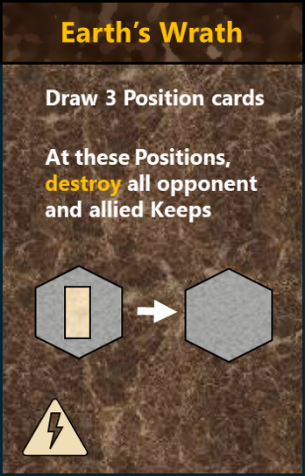 Earth's Wrath
Draw 3 Position cards
At these Positions,
destroy all opponent
and allied Keeps